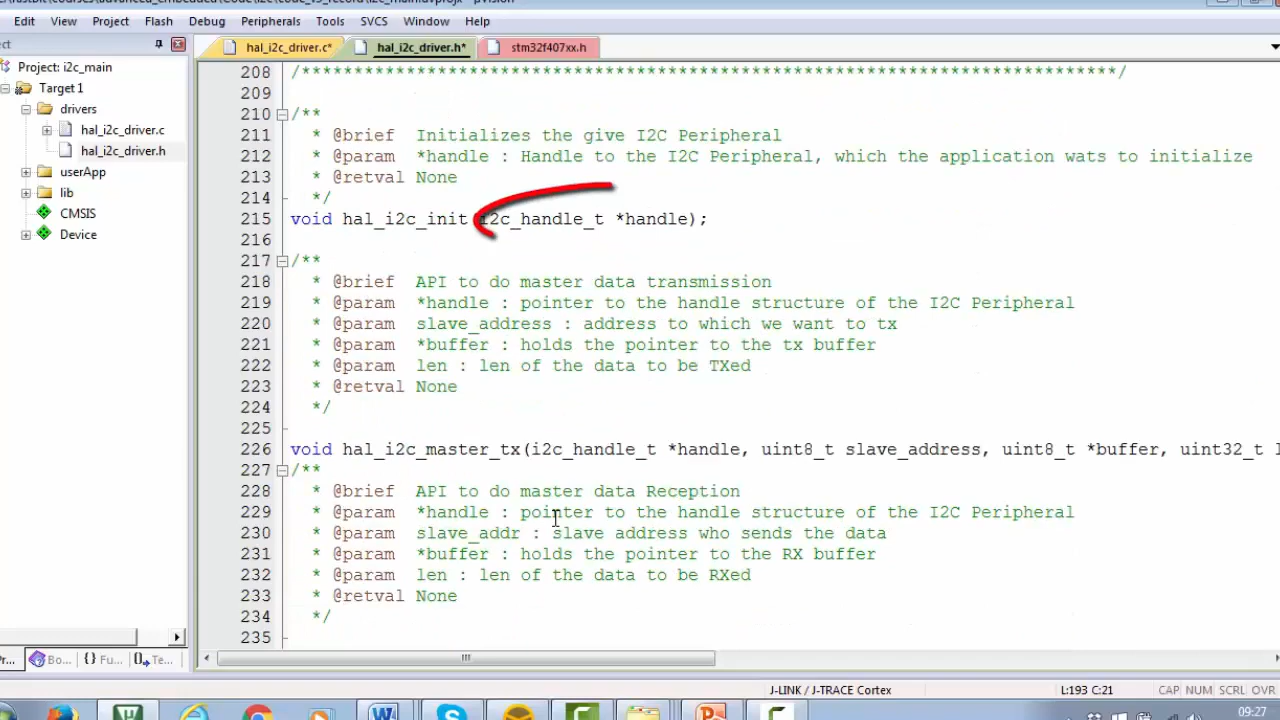 Edit View Project Flash Debug Peripherals Tools SVCS Window Help
hal_i2c_driver.c* hal_i2c_driver.h* stm32f407xx.h
Project: i2c_main
Target 1
drivers
hal_i2c_driver.c
hal_i2c_driver.h
userApp
lib
CMSIS
Device
208 /******************************************************************************/
209
210 /**
211 * @brief Initializes the give I2C Peripheral
212 * @param *handle : Handle to the I2C Peripheral, which the application wats to initialize
213 * @retval None
214 */
215 void hal_i2c_init(i2c_handle_t *handle);
216
217 /**
218 * @brief API to do master data transmission
219 * @param *handle : pointer to the handle structure of the I2C Peripheral
220 * @param slave_address : address to which we want to tx
221 * @param *buffer : holds the pointer to the tx buffer
222 * @param len : len of the data to be TXed
223 * @retval None
224 */
225
226 void hal_i2c_master_tx(i2c_handle_t *handle, uint8_t slave_address, uint8_t *buffer, uint32_t l
227 /**
228 * @brief API to do master data Reception
229 * @param *handle : pointer to the handle structure of the I2C Peripheral
230 * @param slave_addr : slave address who sends the data
231 * @param *buffer : holds the pointer to the RX buffer
232 * @param len : len of the data to be RXed
233 * @retval None
234 */
235
Bo... {} Fu... Te...
J-LINK / J-TRACE Cortex L:193 C:21 CAP NUM SCRL OVR
09:27